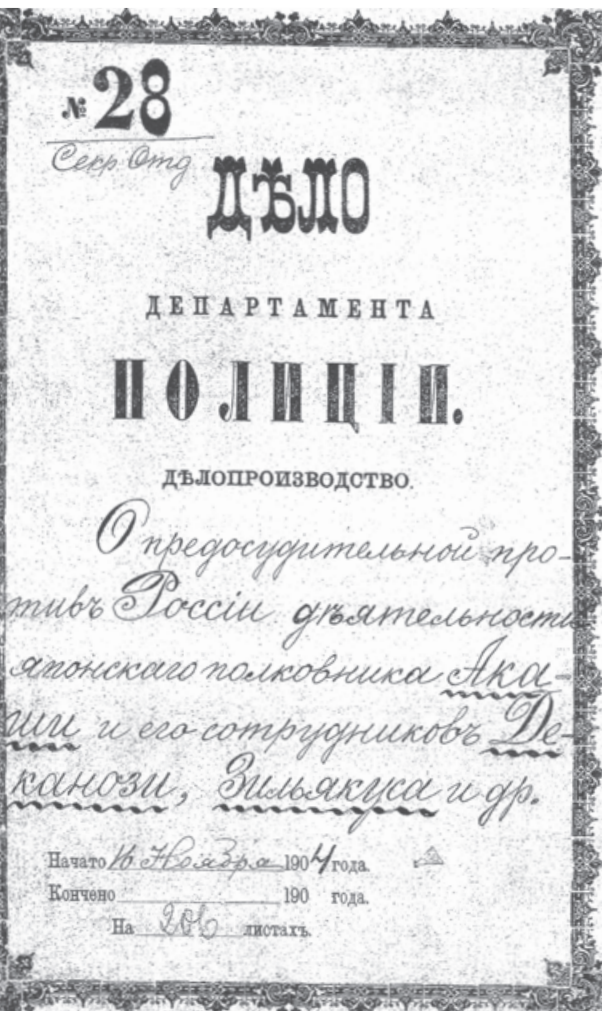 № 28
Секр Отд
ДѢЛО
ДЕПАРТАМЕНТА
ПОЛИЦІИ.
ДѢЛОПРОИЗВОДСТВО.
О предосудительной про-
тивъ Россіи дѣятельности
японскаго полковника Ака-
ши и его сотрудниковъ Де-
канози, Зильякуса и др.
Начато 16 Ноября 1904 года.
Кончено 190 года.
На 206 листахъ.